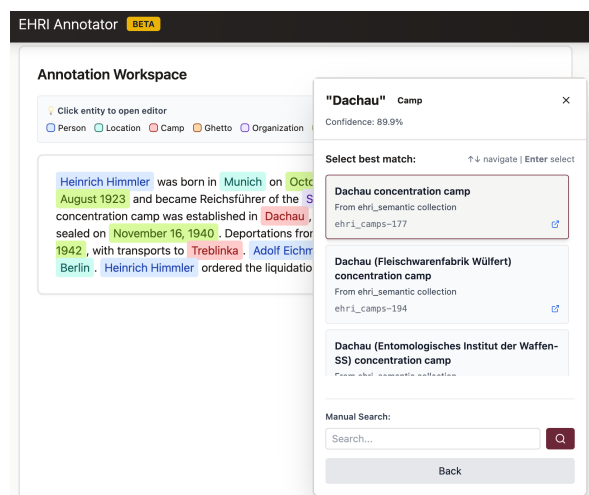 EHRI Annotator BETA
Annotation Workspace
💡 Click entity to open editor
Person Location Camp Ghetto Organization
Heinrich Himmler was born in Munich on Octo
August 1923 and became Reichsführer of the S
concentration camp was established in Dachau ,
sealed on November 16, 1940 . Deportations fro
1942 , with transports to Treblinka . Adolf Eichm
Berlin . Heinrich Himmler ordered the liquidatio
"Dachau" Camp ×
Confidence: 89.9%
Select best match: ↑↓ navigate | Enter select
Dachau concentration camp
From ehri_semantic collection
ehri_camps-177
Dachau (Fleischwarenfabrik Wülfert)
concentration camp
From ehri_semantic collection
ehri_camps-194
Dachau (Entomologisches Institut der Waffen-
SS) concentration camp
From ehri_semantic collection
Manual Search:
Search...
Back